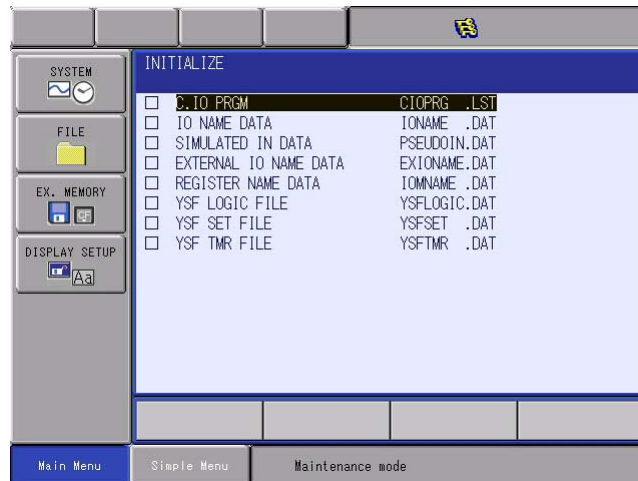 SYSTEM
FILE
EX. MEMORY
CF
DISPLAY SETUP
Aa
INITIALIZE
C.IO PRGM CIOPRG .LST
IO NAME DATA IONAME .DAT
SIMULATED IN DATA PSEUDOIN.DAT
EXTERNAL IO NAME DATA EXIONAME.DAT
REGISTER NAME DATA IOMNAME .DAT
YSF LOGIC FILE YSFLOGIC.DAT
YSF SET FILE YSFSET .DAT
YSF TMR FILE YSFTMR .DAT
Main Menu
Simple Menu
Maintenance mode